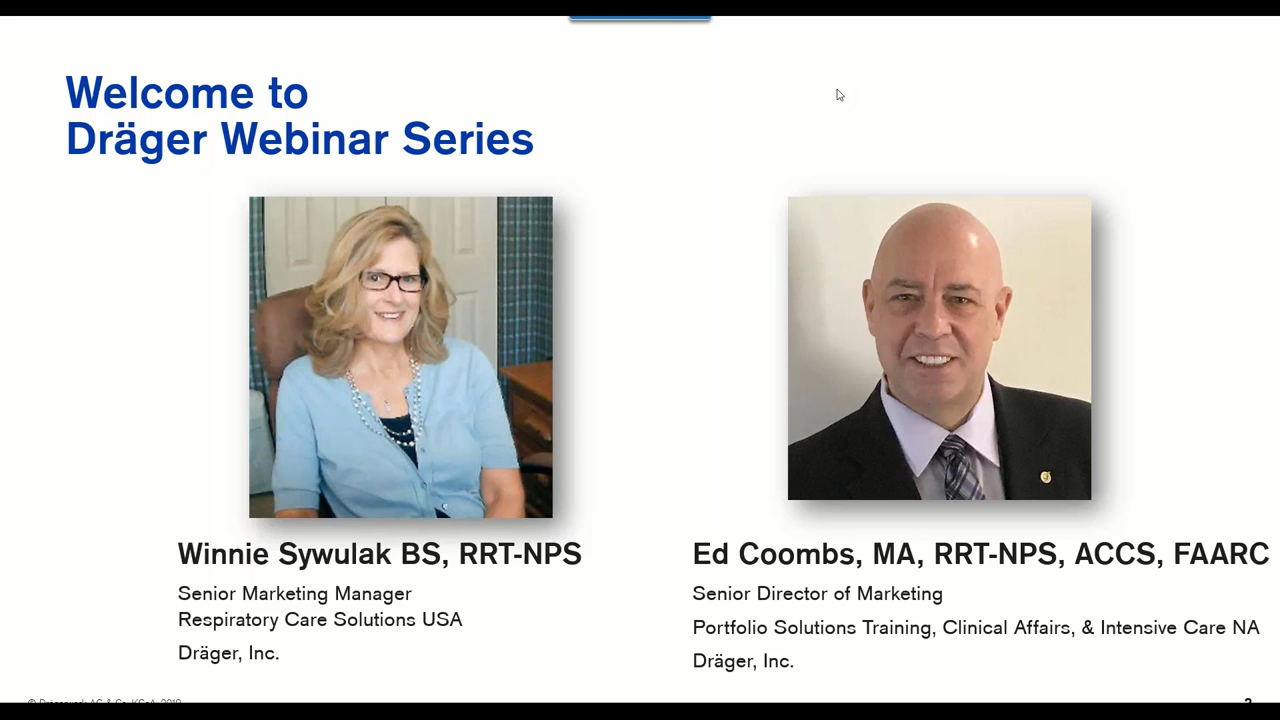 Welcome to
Dräger Webinar Series
Winnie Sywulak BS, RRT-NPS
Senior Marketing Manager
Respiratory Care Solutions USA
Dräger, Inc.
Ed Coombs, MA, RRT-NPS, ACCS, FAARC
Senior Director of Marketing
Portfolio Solutions Training, Clinical Affairs, & Intensive Care NA
Dräger, Inc.